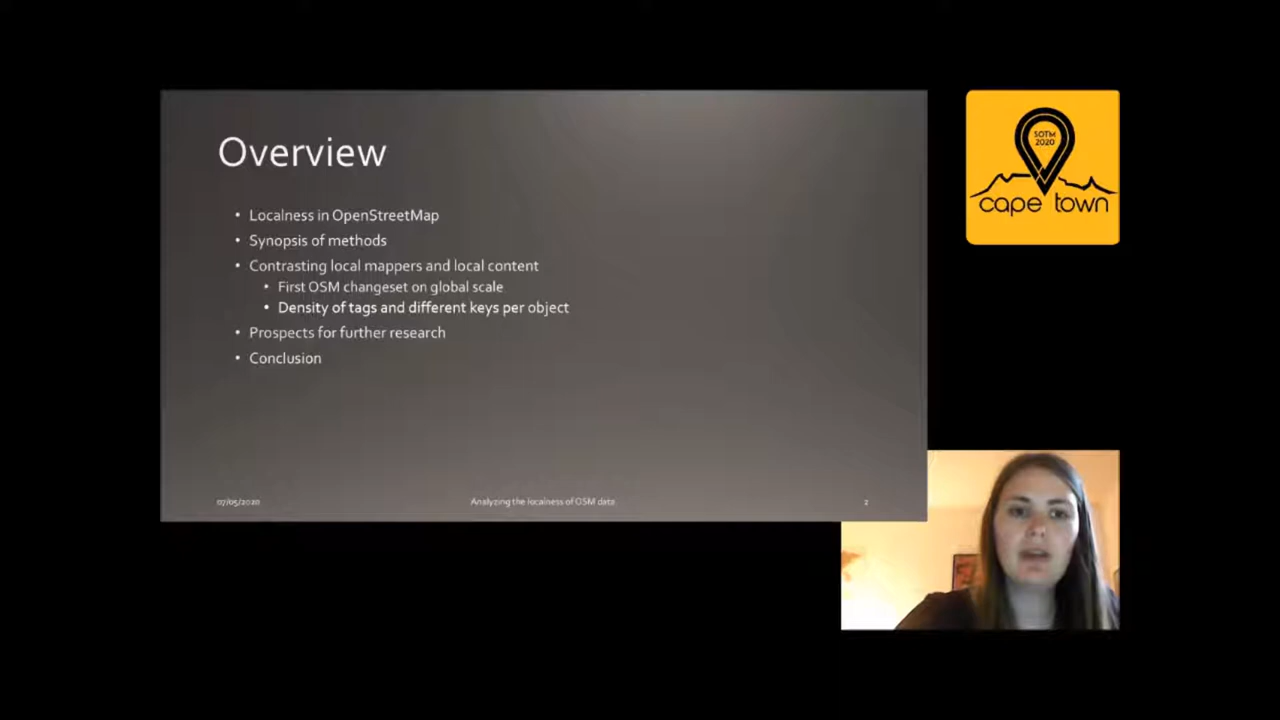 Overview
• Localness in OpenStreetMap
• Synopsis of methods
• Contrasting local mappers and local content
• First OSM changeset on global scale
• Density of tags and different keys per object
• Prospects for further research
• Conclusion
07/05/2020
Analyzing the localness of OSM data
2
SOTM
2020
cape town